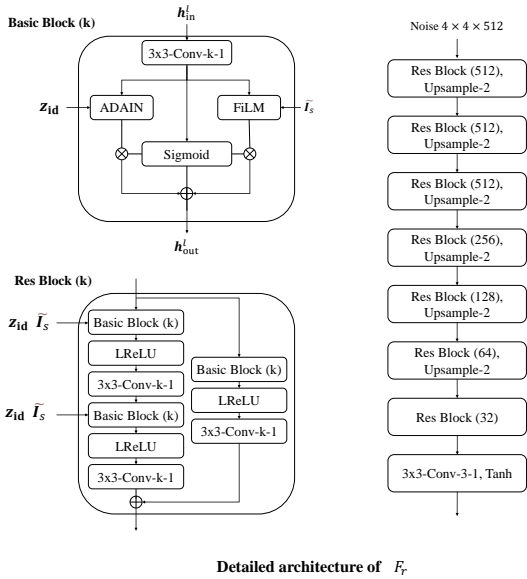 Basic Block (k)
h^l_in
3x3-Conv-k-1
z_id
ADAIN
FiLM
Ĩ_s
Sigmoid
h^l_out
Res Block (k)
z_id Ĩ_s
Basic Block (k)
LReLU
3x3-Conv-k-1
z_id Ĩ_s
Basic Block (k)
LReLU
3x3-Conv-k-1
Basic Block (k)
LReLU
3x3-Conv-k-1
Noise 4 × 4 × 512
Res Block (512),
Upsample-2
Res Block (512),
Upsample-2
Res Block (512),
Upsample-2
Res Block (256),
Upsample-2
Res Block (128),
Upsample-2
Res Block (64),
Upsample-2
Res Block (32)
3x3-Conv-3-1, Tanh
Detailed architecture of F_r